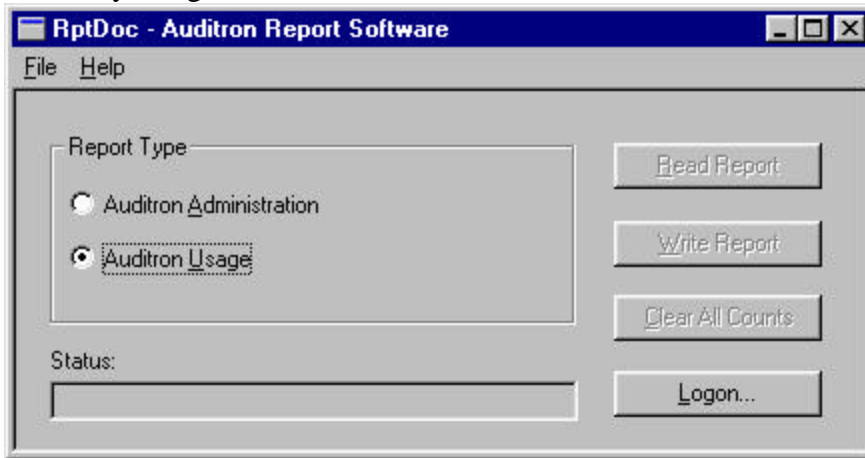 RptDoc - Auditron Report Software
File Help
Report Type
Auditron Administration
Auditron Usage
Read Report
Write Report
Clear All Counts
Status:
Logon...